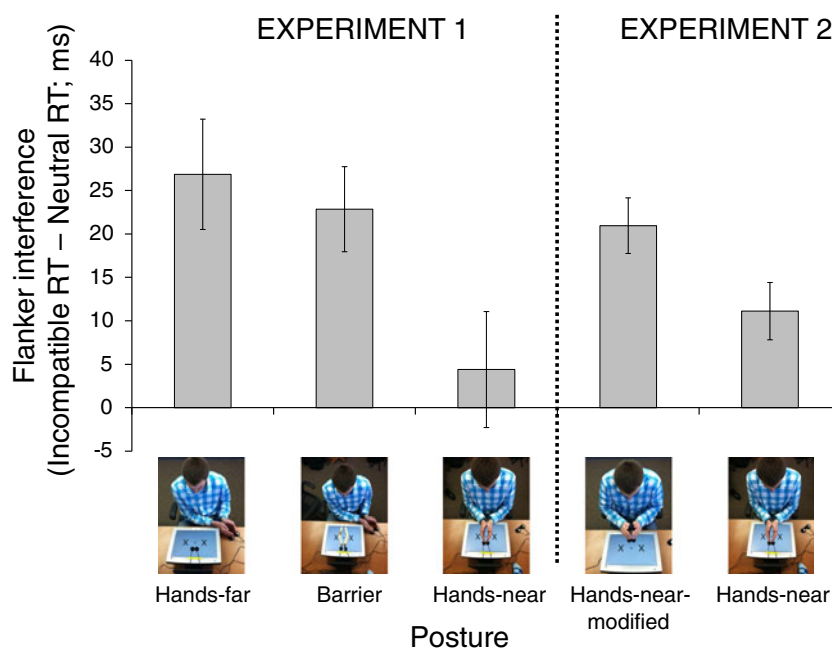 EXPERIMENT 1
EXPERIMENT 2
Flanker interference
(Incompatible RT – Neutral RT; ms)
40
35
30
25
20
15
10
5
0
-5
X X
X X
X X
X X
X X
Hands-far
Barrier
Hands-near
Hands-near-
modified
Hands-near
Posture